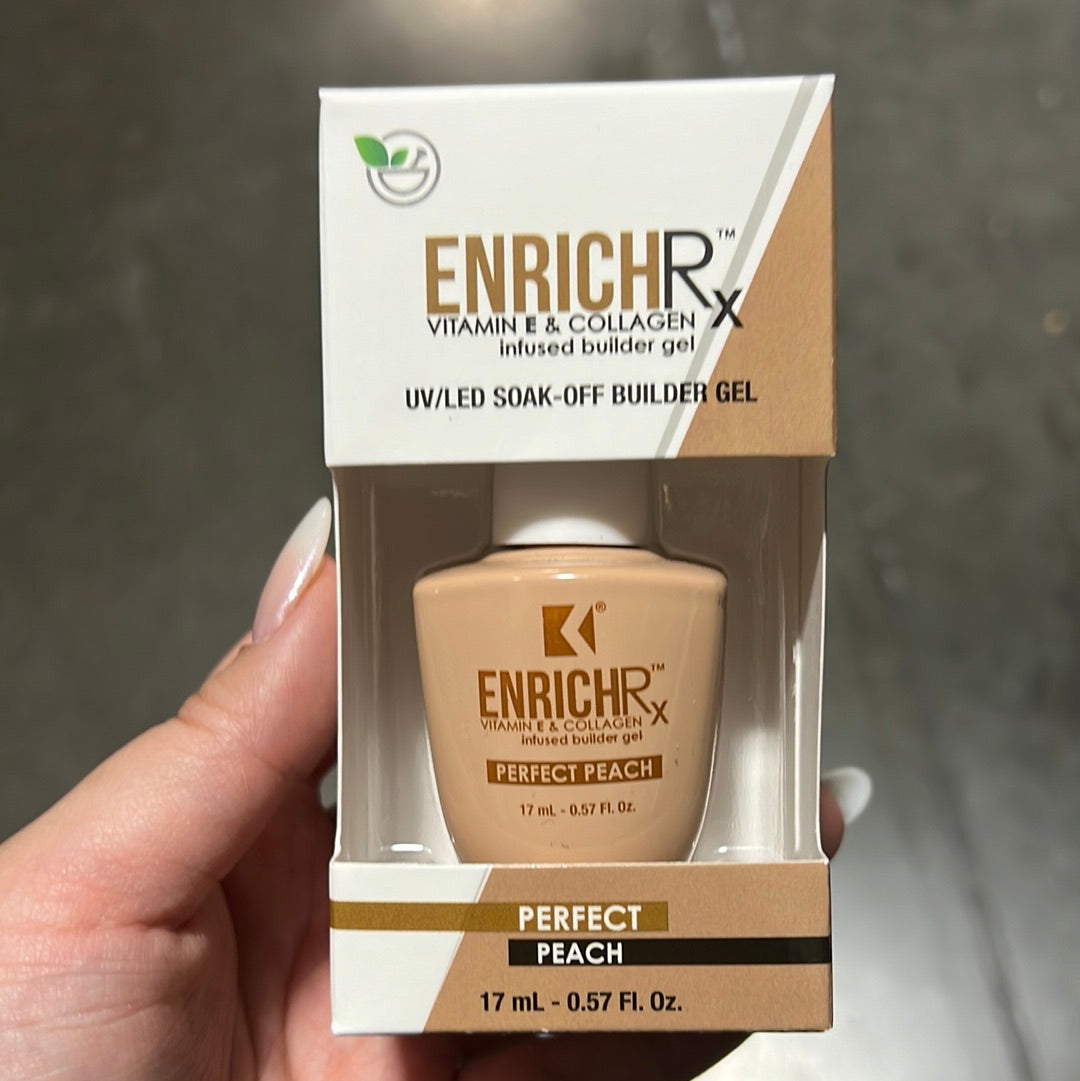 ENRICHRx™
VITAMIN E & COLLAGEN
infused builder gel
UV/LED SOAK-OFF BUILDER GEL
K®
ENRICHRx™
VITAMIN E & COLLAGEN
infused builder gel
PERFECT PEACH
17 mL - 0.57 Fl. Oz.
PERFECT
PEACH
17 mL - 0.57 Fl. Oz.